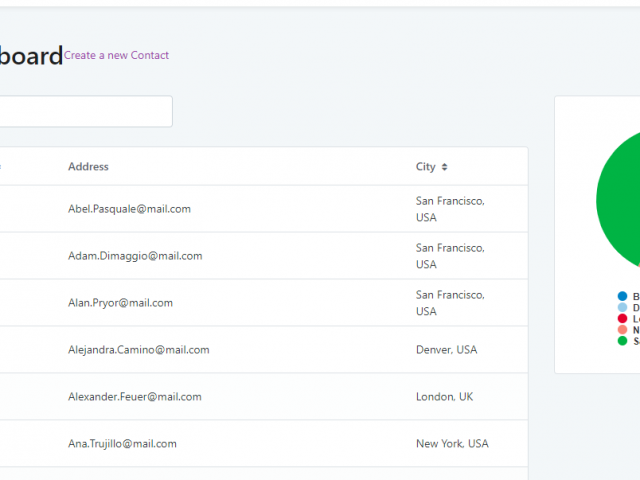 board Create a new Contact
Address City
Abel.Pasquale@mail.com San Francisco,
USA
Adam.Dimaggio@mail.com San Francisco,
USA
Alan.Pryor@mail.com San Francisco,
USA
Alejandra.Camino@mail.com Denver, USA
Alexander.Feuer@mail.com London, UK
Ana.Trujillo@mail.com New York, USA
B
D
L
N
S